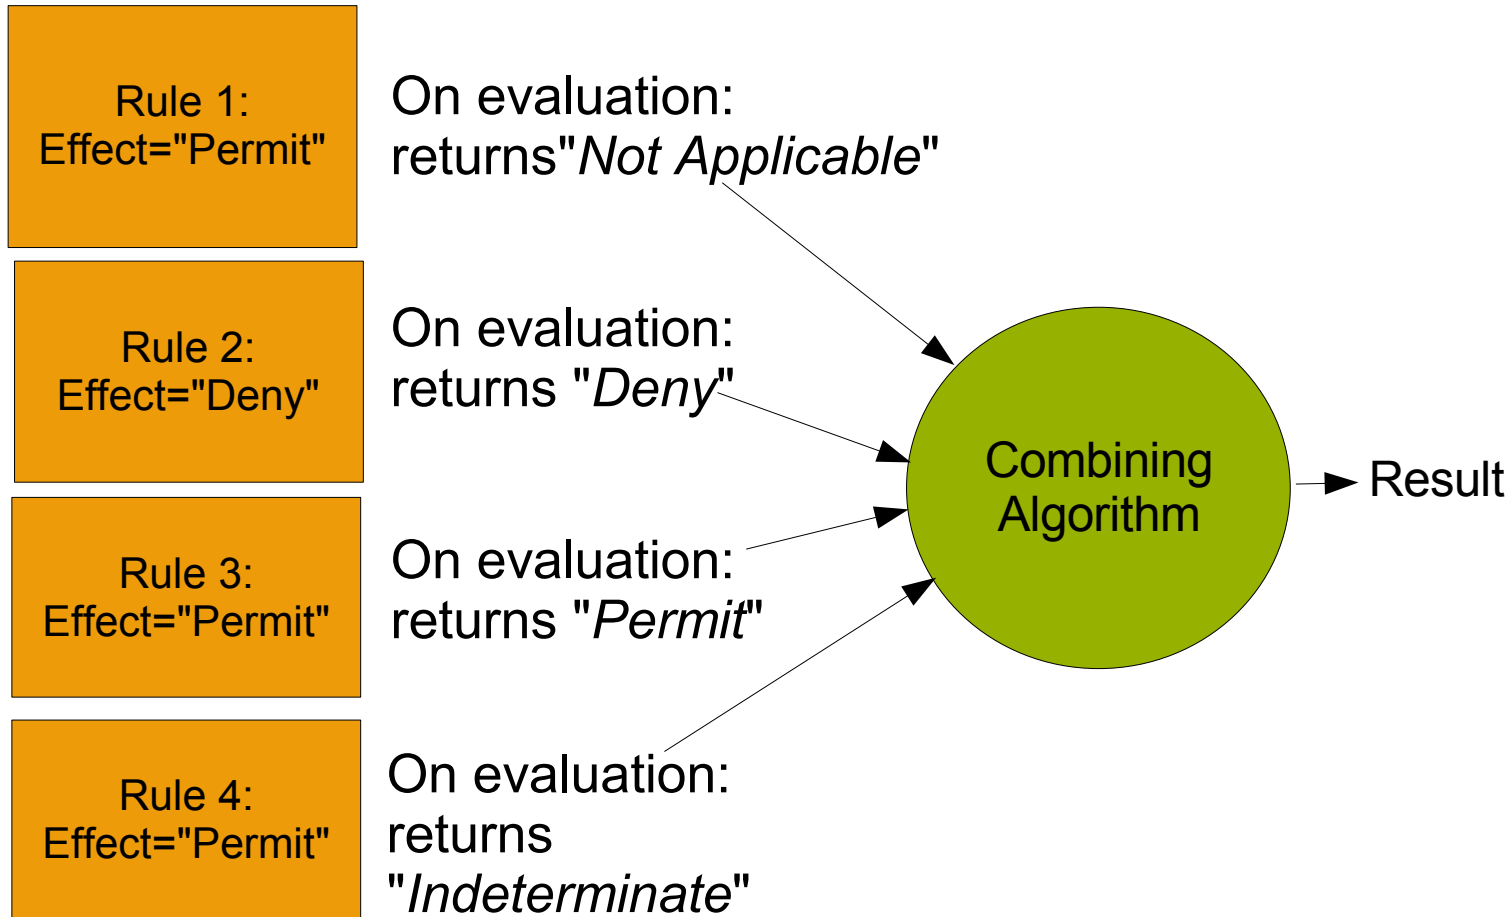 Rule 1:
Effect="Permit"
On evaluation:
returns"Not Applicable"
Rule 2:
Effect="Deny"
On evaluation:
returns "Deny"
Combining
Algorithm
Result
Rule 3:
Effect="Permit"
On evaluation:
returns "Permit"
Rule 4:
Effect="Permit"
On evaluation:
returns
"Indeterminate"